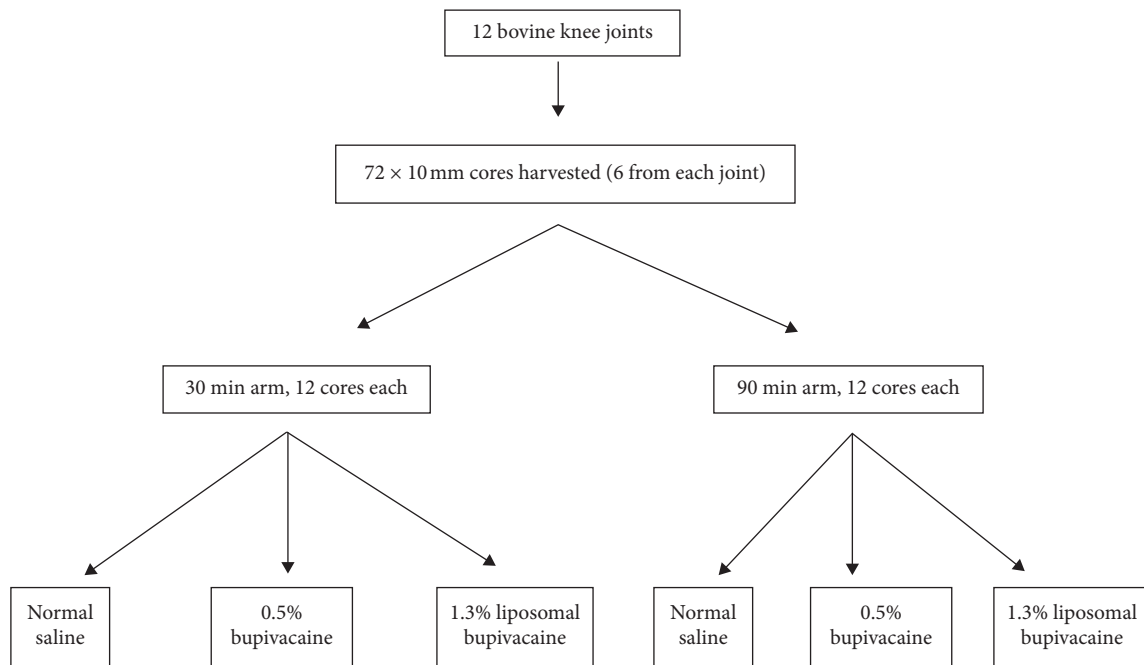 12 bovine knee joints
72 × 10 mm cores harvested (6 from each joint)
30 min arm, 12 cores each
90 min arm, 12 cores each
Normal
saline
0.5%
bupivacaine
1.3% liposomal
bupivacaine
Normal
saline
0.5%
bupivacaine
1.3% liposomal
bupivacaine